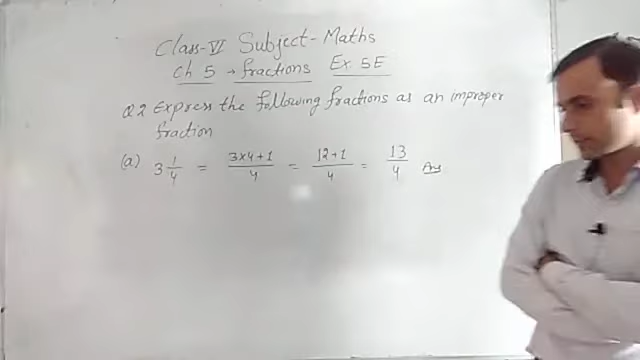 Class-VI Subject-Maths
Ch 5 → fractions Ex. 5E
Q2 Express the following fractions as an improper
fraction
(a) 3 1/4 = 3x4+1/4 = 12+1/4 = 13/4 Ans